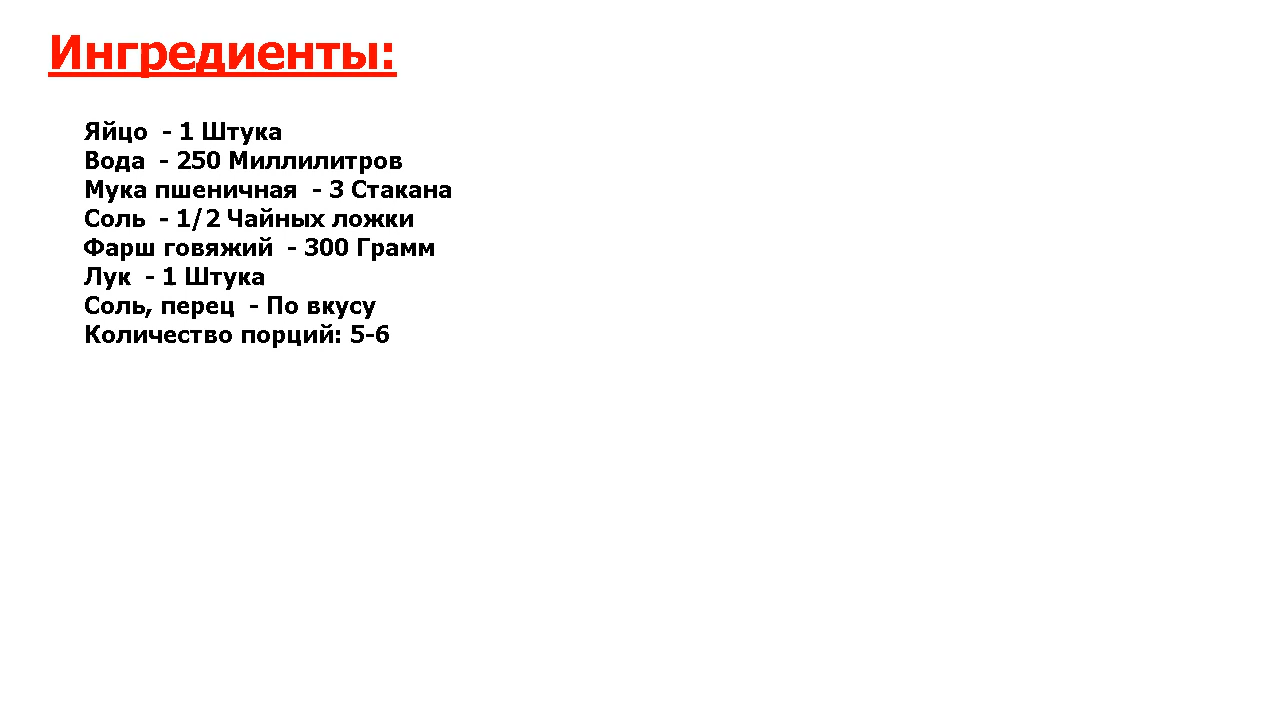 Ингредиенты:
Яйцо  - 1 Штука
Вода  - 250 Миллилитров
Мука пшеничная  - 3 Стакана
Соль  - 1/2 Чайных ложки
Фарш говяжий  - 300 Грамм
Лук  - 1 Штука
Соль, перец  - По вкусу
Количество порций: 5-6